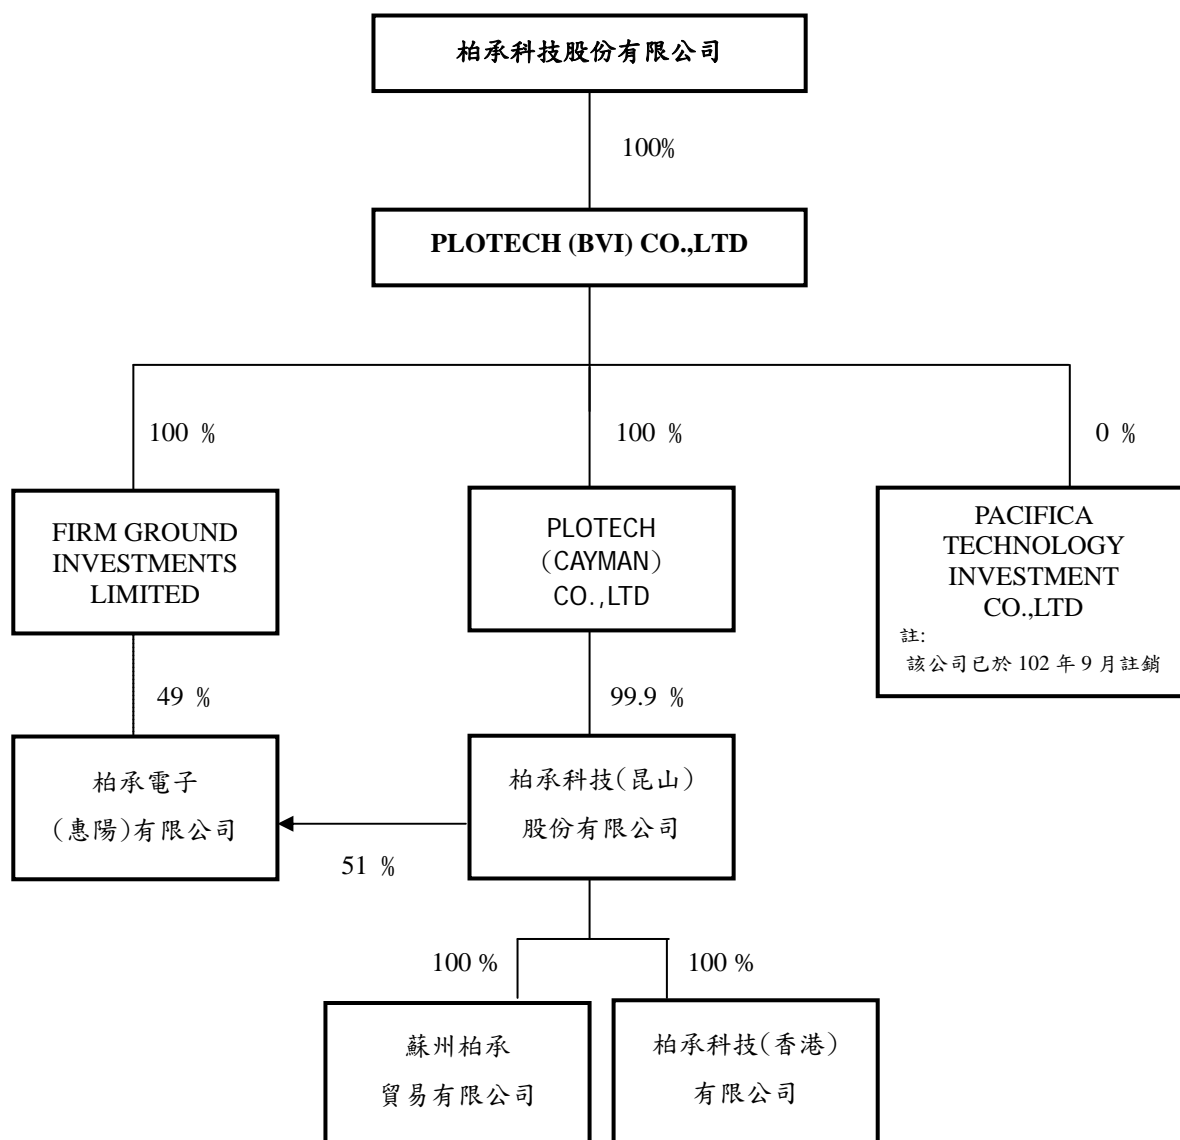 柏承科技股份有限公司
100%
PLOTECH (BVI) CO.,LTD
100 %
100 %
0 %
FIRM GROUND
INVESTMENTS
LIMITED
PLOTECH
(CAYMAN)
CO.,LTD
PACIFICA
TECHNOLOGY
INVESTMENT
CO.,LTD
註:
該公司已於 102 年 9 月註銷
49 %
99.9 %
柏承電子
(惠陽)有限公司
柏承科技(昆山)
股份有限公司
51 %
100 %
100 %
蘇州柏承
貿易有限公司
柏承科技(香港)
有限公司